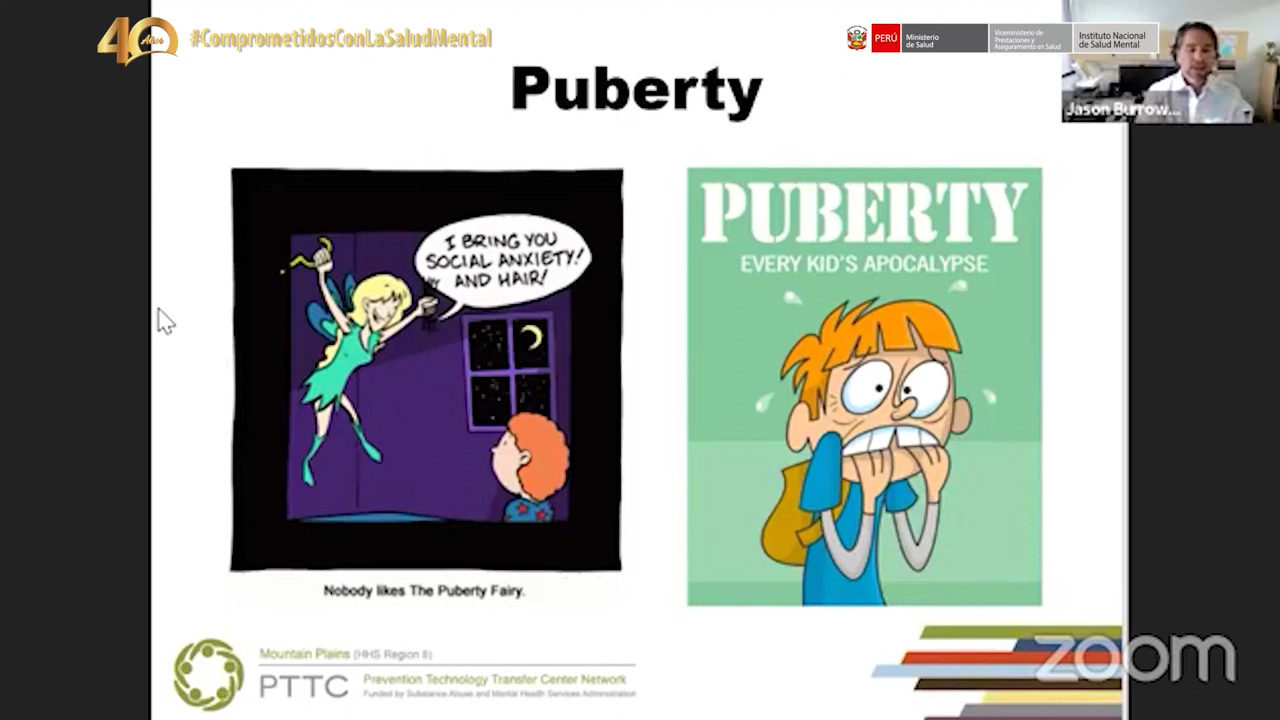 40
Años
#ComprometidosConLaSaludMental
PERÚ
Ministerio
de Salud
Viceministerio de
Prestaciones y
Aseguramiento en Salud
Instituto Nacional
de Salud Mental
Jason Burrow...
Puberty
I BRING YOU
SOCIAL ANXIETY!
AND HAIR!
Nobody likes The Puberty Fairy.
PUBERTY
EVERY KID'S APOCALYPSE
Mountain Plains (HHS Region 8)
PTTC
Prevention Technology Transfer Center Network
Funded by Substance Abuse and Mental Health Services Administration
zoom